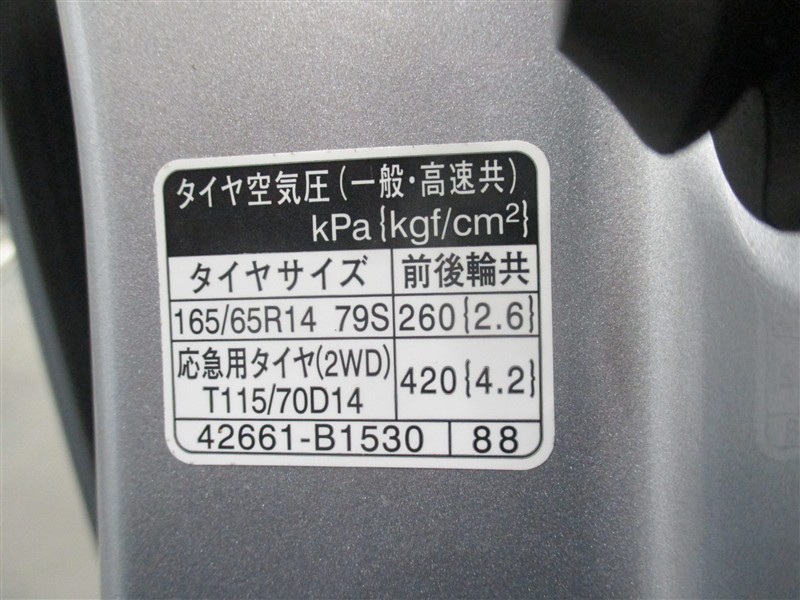 タイヤ空気圧(一般・高速共)
kPa{kgf/cm²}
タイヤサイズ 前後輪共
165/65R14 79S 260{2.6}
応急用タイヤ(2WD)
T115/70D14 420{4.2}
42661-B1530 88